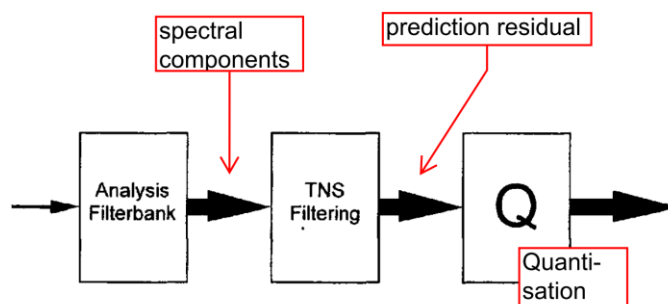 spectral
components
prediction residual
Analysis
Filterbank
TNS
Filtering
Q
Quanti-
sation